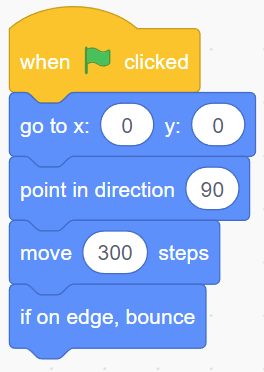 when clicked
go to x: 0 y: 0
point in direction 90
move 300 steps
if on edge, bounce